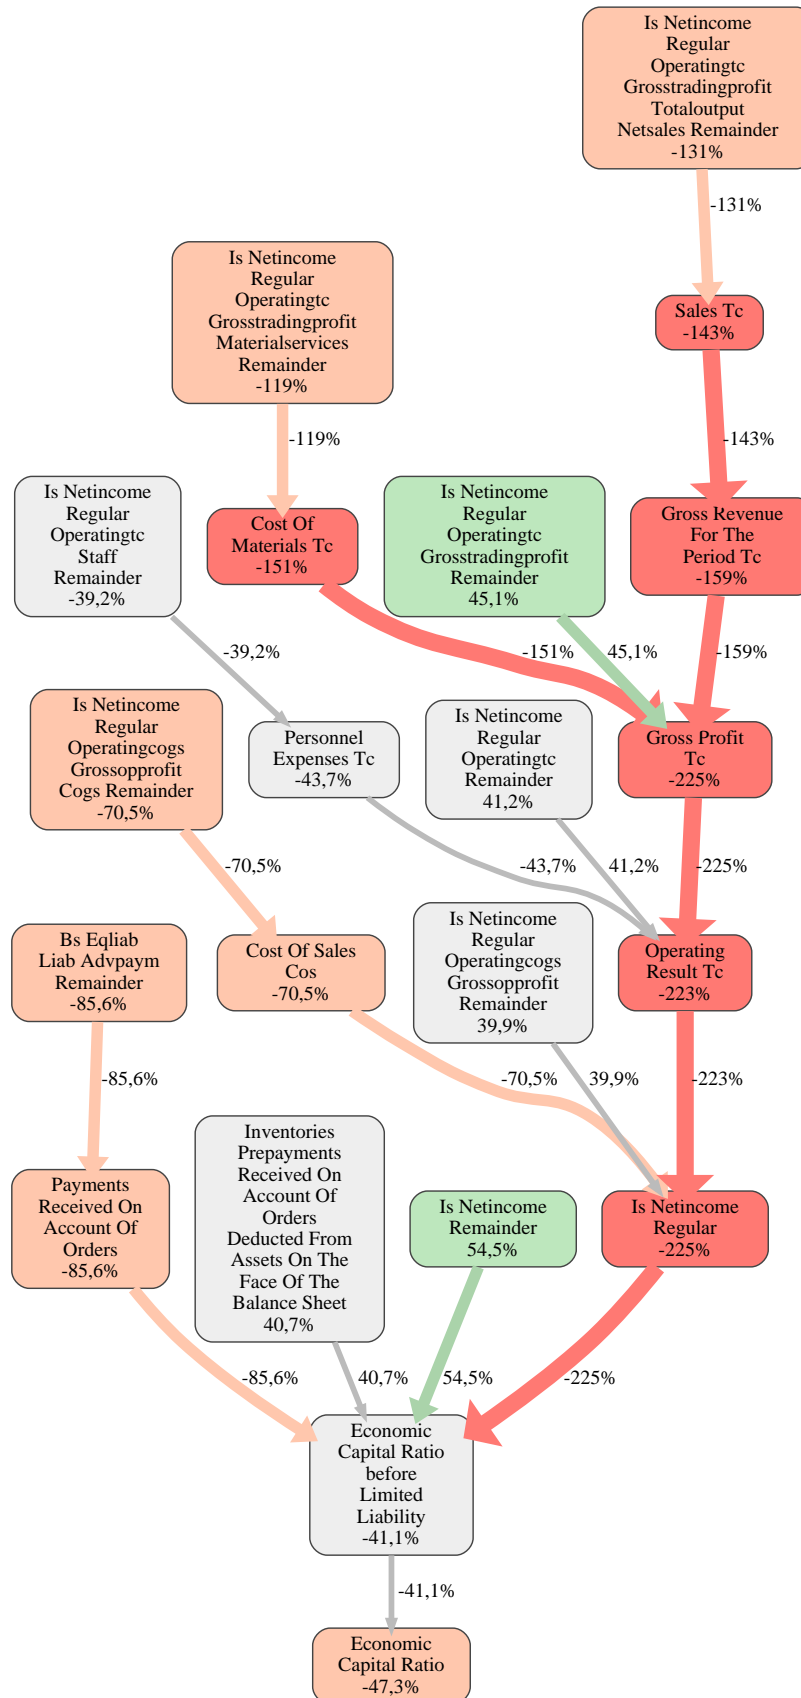 Is Netincome
Regular
Operatingtc
Grosstradingprofit
Totaloutput
Netsales Remainder
-131%
-131%
Is Netincome
Regular
Operatingtc
Grosstradingprofit
Materialservices
Remainder
-119%
Sales Tc
-143%
-119%
-143%
Is Netincome
Regular
Operatingtc
Staff
Remainder
-39,2%
Cost Of
Materials Tc
-151%
Is Netincome
Regular
Operatingtc
Grosstradingprofit
Remainder
45,1%
Gross Revenue
For The
Period Tc
-159%
-39,2%
-151%
45,1%
-159%
Is Netincome
Regular
Operatingcogs
Grossopprofit
Cogs Remainder
-70,5%
Personnel
Expenses Tc
-43,7%
Is Netincome
Regular
Operatingtc
Remainder
41,2%
Gross Profit
Tc
-225%
-70,5%
-43,7%
41,2%
-225%
Bs Eqliab
Liab Advpaym
Remainder
-85,6%
Cost Of Sales
Cos
-70,5%
Is Netincome
Regular
Operatingcogs
Grossopprofit
Remainder
39,9%
Operating
Result Tc
-223%
-85,6%
-70,5%
39,9%
-223%
Payments
Received On
Account Of
Orders
-85,6%
Inventories
Prepayments
Received On
Account Of
Orders
Deducted From
Assets On The
Face Of The
Balance Sheet
40,7%
Is Netincome
Remainder
54,5%
Is Netincome
Regular
-225%
-85,6%
40,7%
54,5%
-225%
Economic
Capital Ratio
before
Limited
Liability
-41,1%
-41,1%
Economic
Capital Ratio
-47,3%